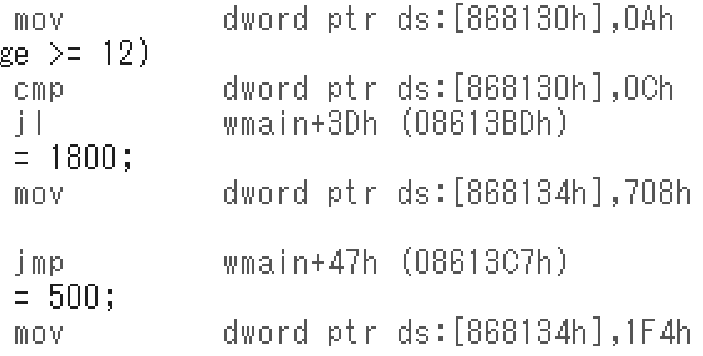 mov dword ptr ds:[868130h],0Ah
ge >= 12)
cmp dword ptr ds:[868130h],0Ch
jl wmain+3Dh (08613BDh)
= 1800;
mov dword ptr ds:[868134h],708h
jmp wmain+47h (08613C7h)
= 500;
mov dword ptr ds:[868134h],1F4h